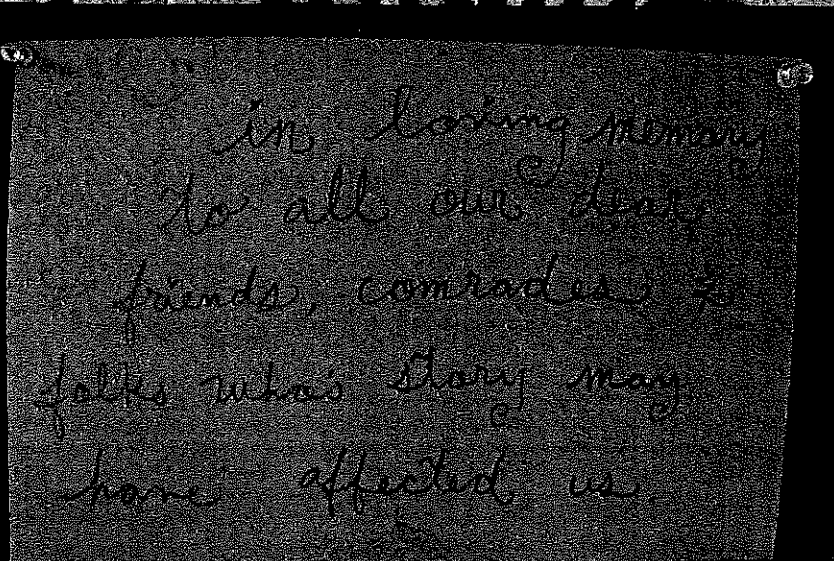 in loving memory
to all our dear
friends, comrades &
folks who's story may
have affected us.